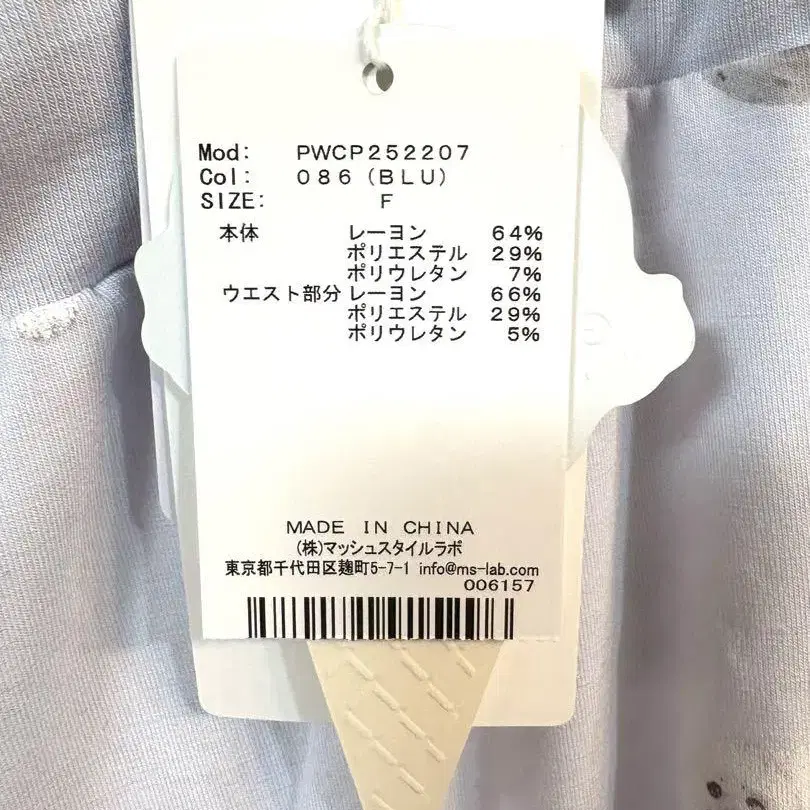 Mod: PWCP252207
Col: 086(BLU)
SIZE: F
本体 レーヨン 64%
ポリエステル 29%
ポリウレタン 7%
ウエスト部分 レーヨン 66%
ポリエステル 29%
ポリウレタン 5%
MADE IN CHINA
(株)マッシュスタイルラボ
東京都千代田区麹町5-7-1 info@ms-lab.com
006157